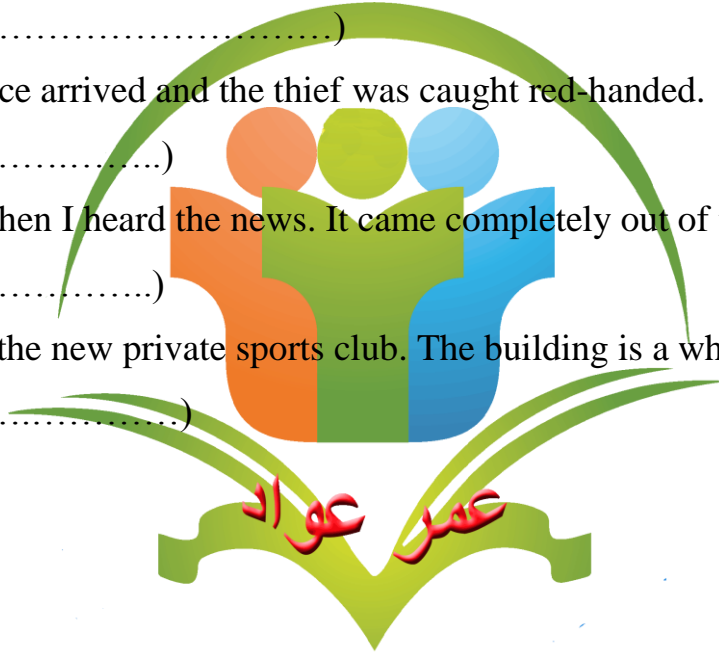 ……………………………)
ce arrived and the thief was caught red-handed.
……………..)
hen I heard the news. It came completely out of
…………….)
the new private sports club. The building is a wh
……………….)
عمر عواد